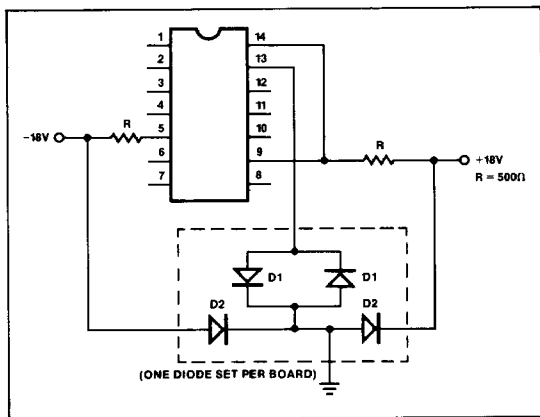 1 14
2 13
3 12
4 11
R
-18V 5 10
6 9 R +18V
7 8 R = 500Ω
D1 D1
D2 D2
(ONE DIODE SET PER BOARD)